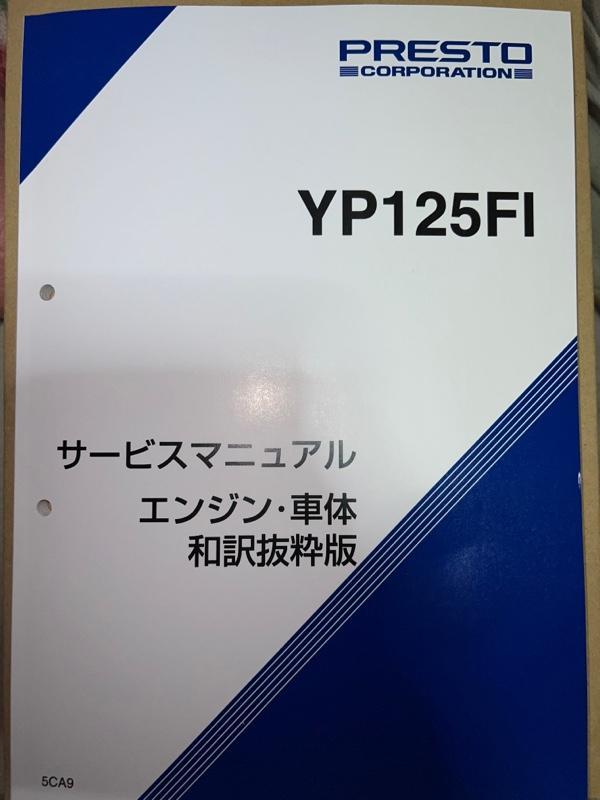 PRESTO
CORPORATION
YP125FI
サービスマニュアル
エンジン・車体
和訳抜粋版
5CA9